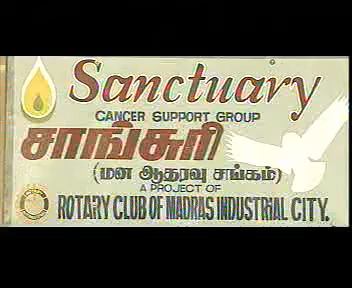 Sanctuary
CANCER SUPPORT GROUP
சாங்சுரி
(மன ஆதரவு சங்கம்)
A PROJECT OF
ROTARY CLUB OF MADRAS INDUSTRIAL CITY.